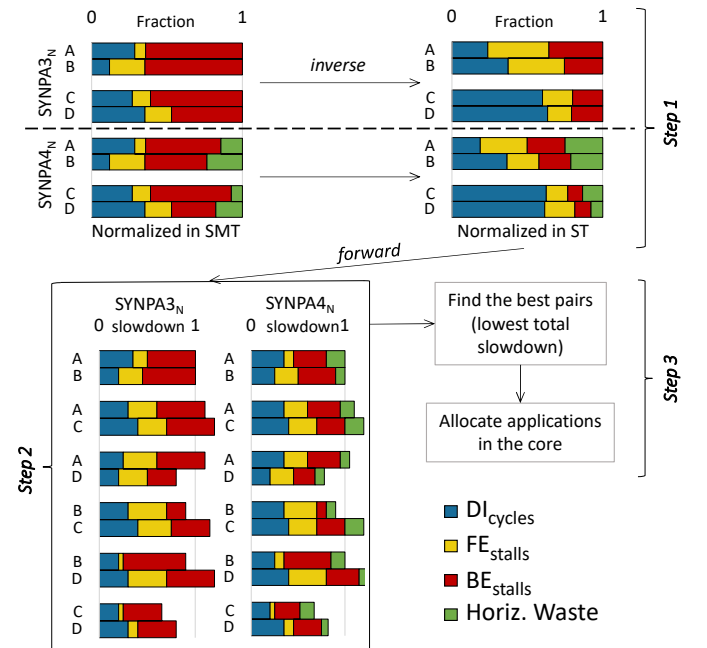 0 Fraction 1
0 Fraction 1
SYNPA3N
A
B
C
D
inverse
A
B
C
D
Step 1
SYNPA4N
A
B
C
D
A
B
C
D
Normalized in SMT
Normalized in ST
forward
SYNPA3N
0 slowdown 1
SYNPA4N
0 slowdown 1
A
B
A
C
A
D
B
C
B
D
C
D
A
B
A
C
A
D
B
C
B
D
C
D
Step 2
Find the best pairs
(lowest total
slowdown)
Allocate applications
in the core
Step 3
DIcycles
FEstalls
BEstalls
Horiz. Waste